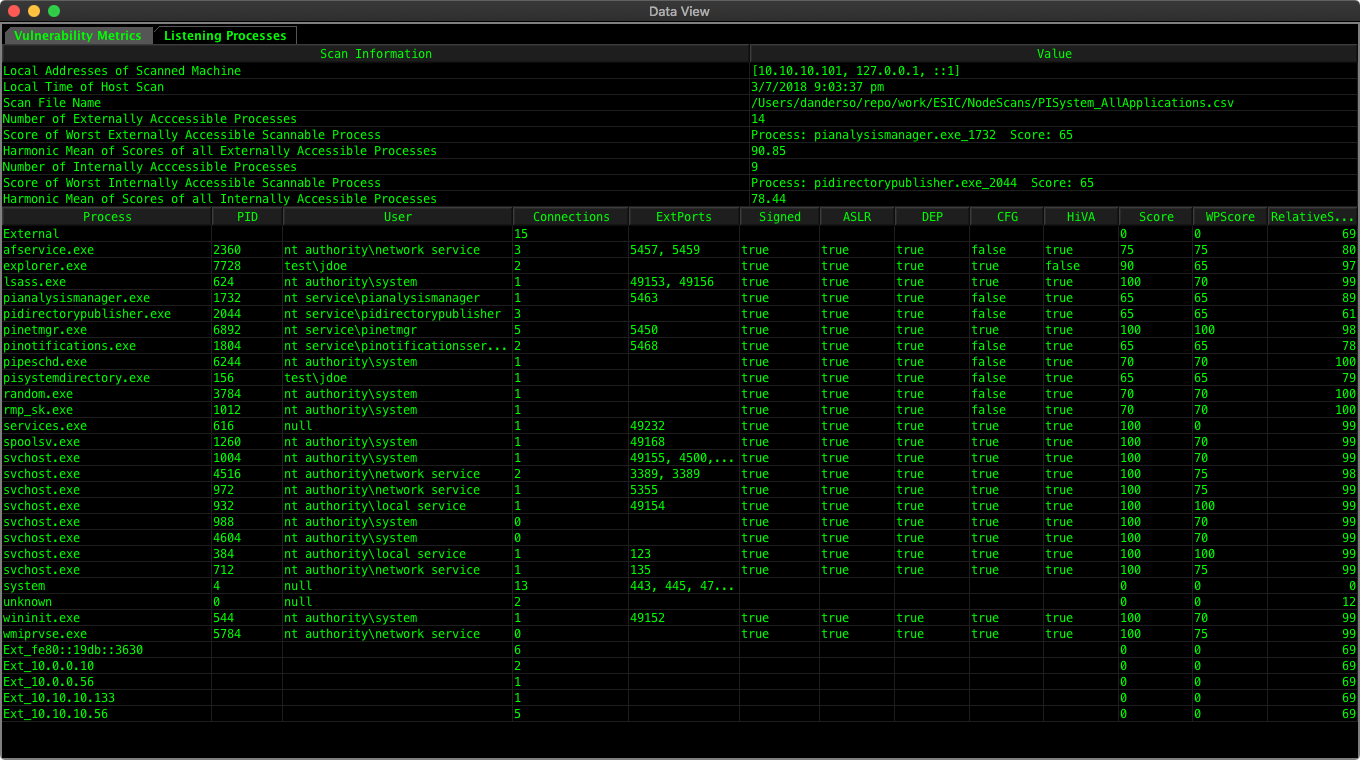 Data View
Vulnerability Metrics Listening Processes
Scan Information Value
Local Addresses of Scanned Machine [10.10.10.101, 127.0.0.1, ::1]
Local Time of Host Scan 3/7/2018 9:03:37 pm
Scan File Name /Users/danderso/repo/work/ESIC/NodeScans/PISystem_AllApplications.csv
Number of Externally Acccessible Processes 14
Score of Worst Externally Accessible Scannable Process Process: pianalysismanager.exe_1732 Score: 65
Harmonic Mean of Scores of all Externally Accessible Processes 90.85
Number of Internally Acccessible Processes 9
Score of Worst Internally Accessible Scannable Process Process: pidirectorypublisher.exe_2044 Score: 65
Harmonic Mean of Scores of all Internally Accessible Processes 78.44
Process PID User Connections ExtPorts Signed ASLR DEP CFG HiVA Score WPScore RelativeS...
External 15 0 0 69
afservice.exe 2360 nt authority\network service 3 5457, 5459 true true true false true 75 75 80
explorer.exe 7728 test\jdoe 2 true true true true false 90 65 97
lsass.exe 624 nt authority\system 1 49153, 49156 true true true true true 100 70 99
pianalysismanager.exe 1732 nt service\pianalysismanager 1 5463 true true true false true 65 65 89
pidirectorypublisher.exe 2044 nt service\pidirectorypublisher 3 true true true false true 65 65 61
pinetmgr.exe 6892 nt service\pinetmgr 5 5450 true true true true true 100 100 98
pinotifications.exe 1804 nt service\pinotificationsser... 2 5468 true true true false true 65 65 78
pipeschd.exe 6244 nt authority\system 1 true true true false true 70 70 100
pisystemdirectory.exe 156 test\jdoe 1 true true true false true 65 65 79
random.exe 3784 nt authority\system 1 true true true false true 70 70 100
rmp_sk.exe 1012 nt authority\system 1 true true true false true 70 70 100
services.exe 616 null 1 49232 true true true true true 100 0 99
spoolsv.exe 1260 nt authority\system 1 49168 true true true true true 100 70 99
svchost.exe 1004 nt authority\system 1 49155, 4500,... true true true true true 100 70 99
svchost.exe 4516 nt authority\network service 2 3389, 3389 true true true true true 100 75 98
svchost.exe 972 nt authority\network service 1 5355 true true true true true 100 75 99
svchost.exe 932 nt authority\local service 1 49154 true true true true true 100 100 99
svchost.exe 988 nt authority\system 0 true true true true true 100 70 99
svchost.exe 4604 nt authority\system 0 true true true true true 100 70 99
svchost.exe 384 nt authority\local service 1 123 true true true true true 100 100 99
svchost.exe 712 nt authority\network service 1 135 true true true true true 100 75 99
system 4 null 13 443, 445, 47... 0 0 0
unknown 0 null 2 0 0 12
wininit.exe 544 nt authority\system 1 49152 true true true true true 100 70 99
wmiprvse.exe 5784 nt authority\network service 0 true true true true true 100 75 99
Ext_fe80::19db::3630 6 0 0 69
Ext_10.0.0.10 2 0 0 69
Ext_10.0.0.56 1 0 0 69
Ext_10.10.10.133 1 0 0 69
Ext_10.10.10.56 5 0 0 69